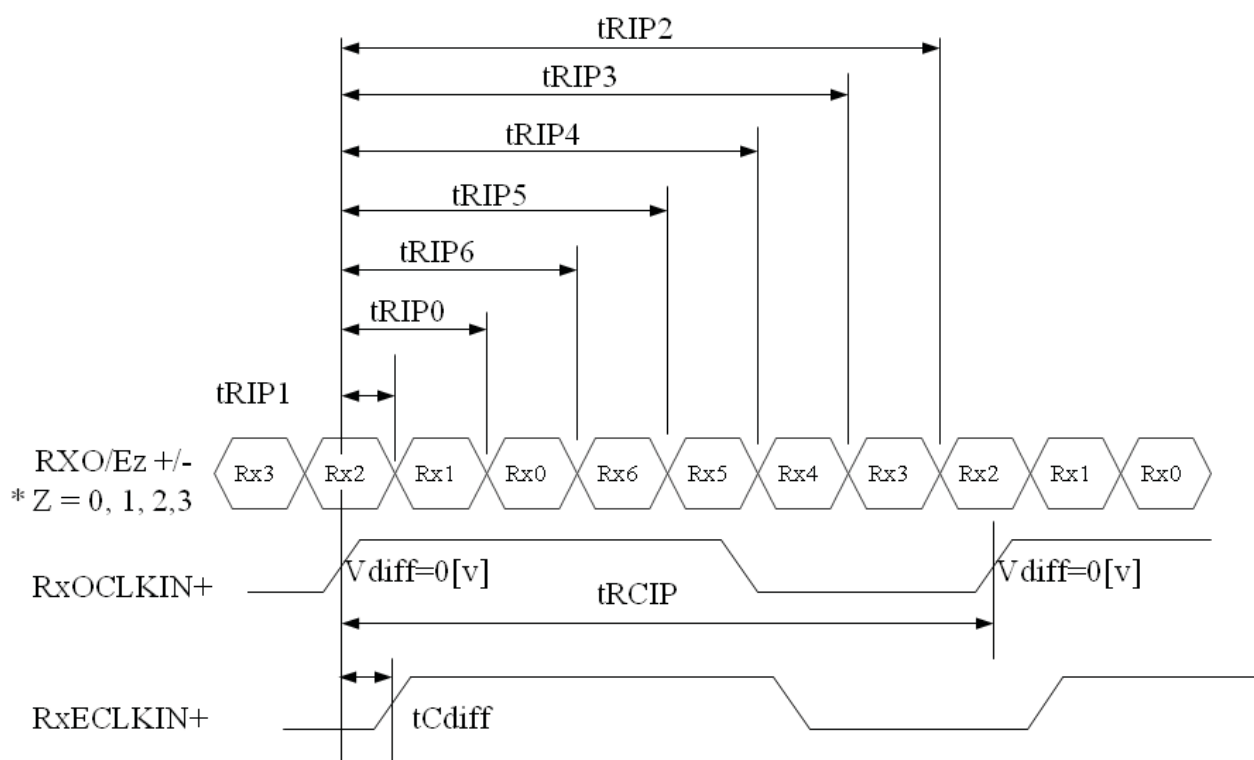 tRIP2
tRIP3
tRIP4
tRIP5
tRIP6
tRIP0
tRIP1
RXO/Ez +/-
* Z = 0, 1, 2,3
Rx3 Rx2 Rx1 Rx0 Rx6 Rx5 Rx4 Rx3 Rx2 Rx1 Rx0
RxOCLKIN+ Vdiff=0[v] Vdiff=0[v]
tRCIP
RxECLKIN+ tCdiff